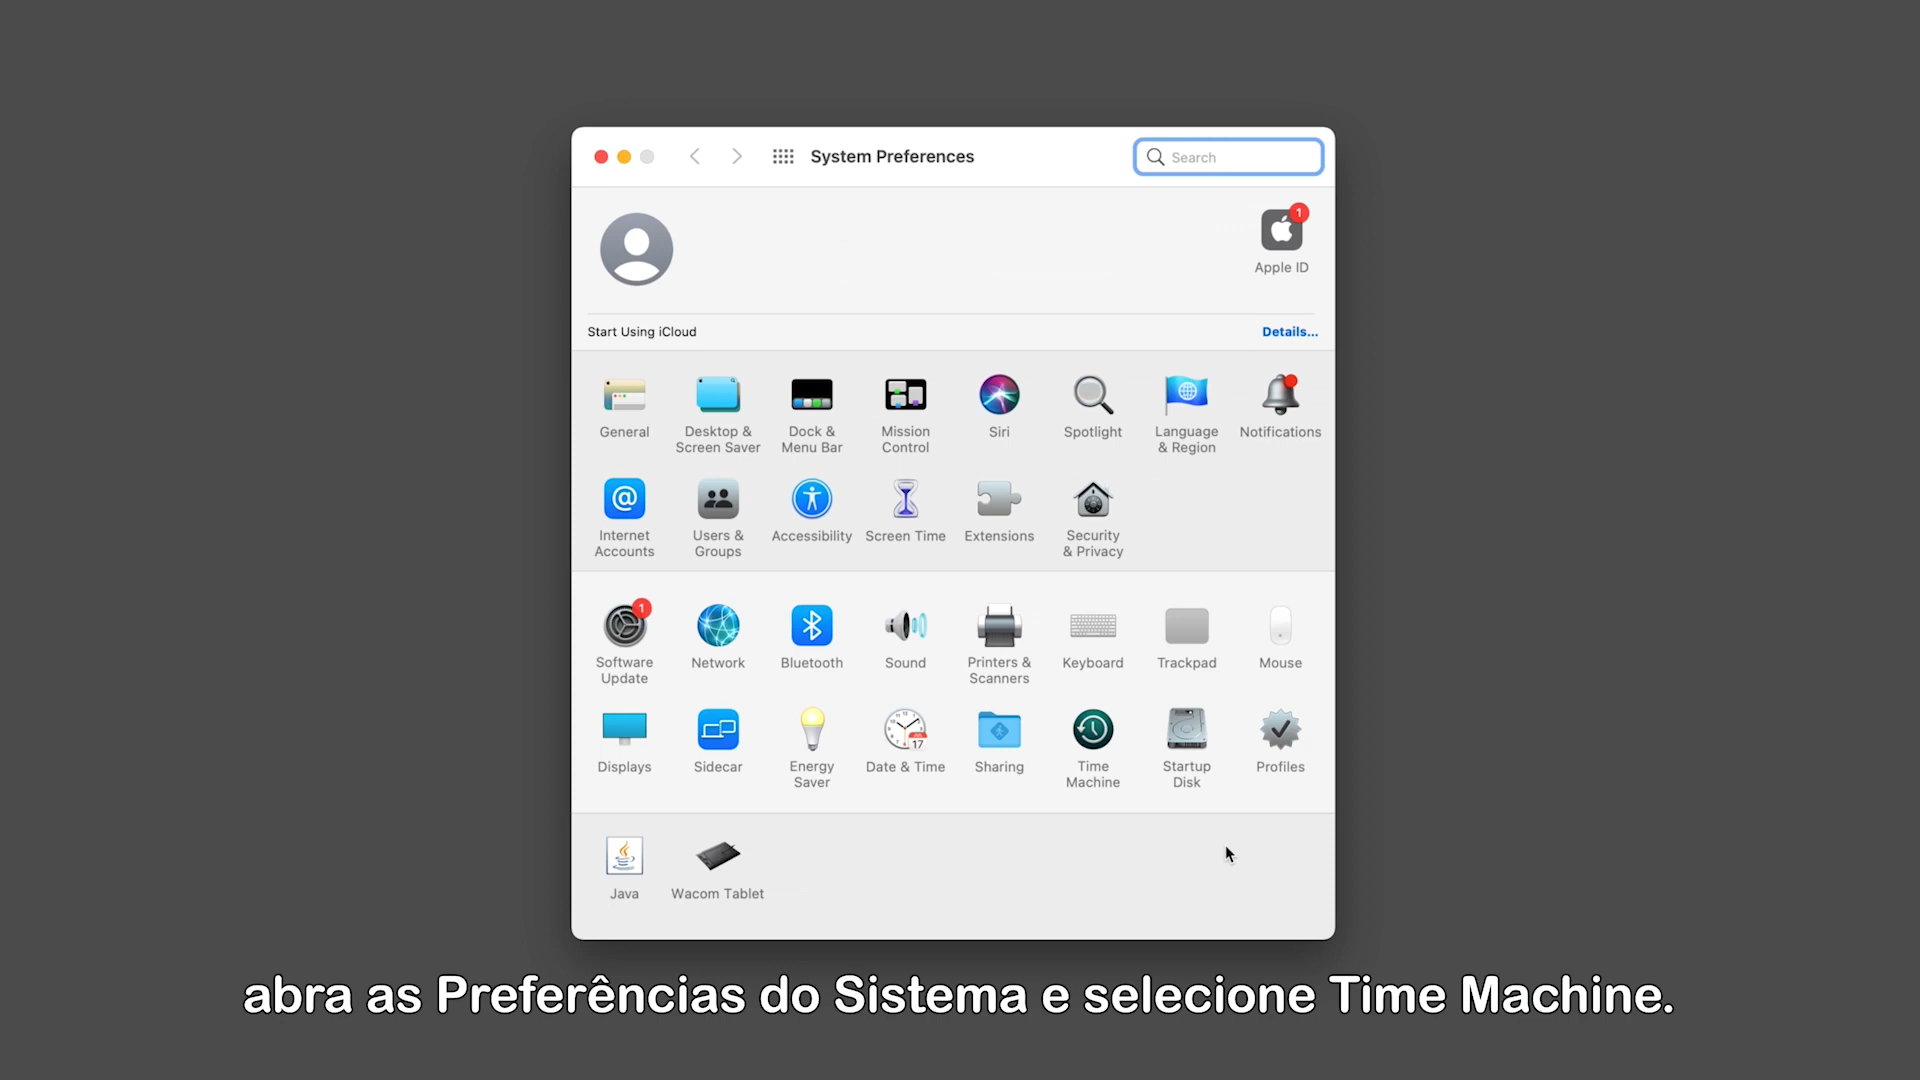 System Preferences
Search
1
Apple ID
Start Using iCloud
Details...
General
Desktop &
Screen Saver
Dock &
Menu Bar
Mission
Control
Siri
Spotlight
Language
& Region
Notifications
@
Internet
Accounts
Users &
Groups
Accessibility
Screen Time
Extensions
Security
& Privacy
1
Software
Update
Network
Bluetooth
Sound
Printers &
Scanners
Keyboard
Trackpad
Mouse
Displays
Sidecar
Energy
Saver
17
Date & Time
Sharing
Time
Machine
Startup
Disk
Profiles
Java
Wacom Tablet
abra as Preferências do Sistema e selecione Time Machine.